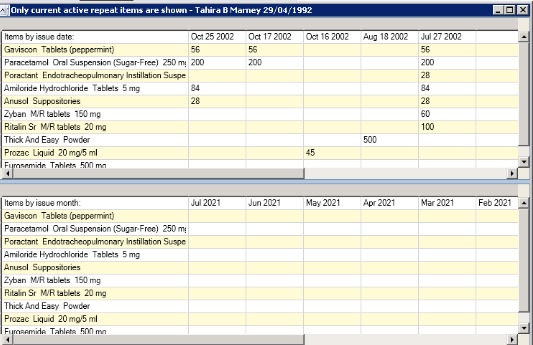 Only current active repeat items are shown - Tahira B Marney 29/04/1992
Items by issue date: Oct 25 2002 Oct 17 2002 Oct 16 2002 Aug 18 2002 Jul 27 2002
Gaviscon Tablets (peppermint) 56 56 56
Paracetamol Oral Suspension (Sugar-Free) 250 mg 200 200 200
Poractant Endotracheopulmonary Instillation Suspe 28
Amiloride Hydrochloride Tablets 5 mg 84 84
Anusol Suppositories 28 28
Zyban M/R tablets 150 mg 60
Ritalin Sr M/R tablets 20 mg 100
Thick And Easy Powder 500
Prozac Liquid 20 mg/5 ml 45
Furosemide Tablets 500 mg
Items by issue month: Jul 2021 Jun 2021 May 2021 Apr 2021 Mar 2021 Feb 2021
Gaviscon Tablets (peppermint)
Paracetamol Oral Suspension (Sugar-Free) 250 mg
Poractant Endotracheopulmonary Instillation Suspe
Amiloride Hydrochloride Tablets 5 mg
Anusol Suppositories
Zyban M/R tablets 150 mg
Ritalin Sr M/R tablets 20 mg
Thick And Easy Powder
Prozac Liquid 20 mg/5 ml
Furosemide Tablets 500 mg